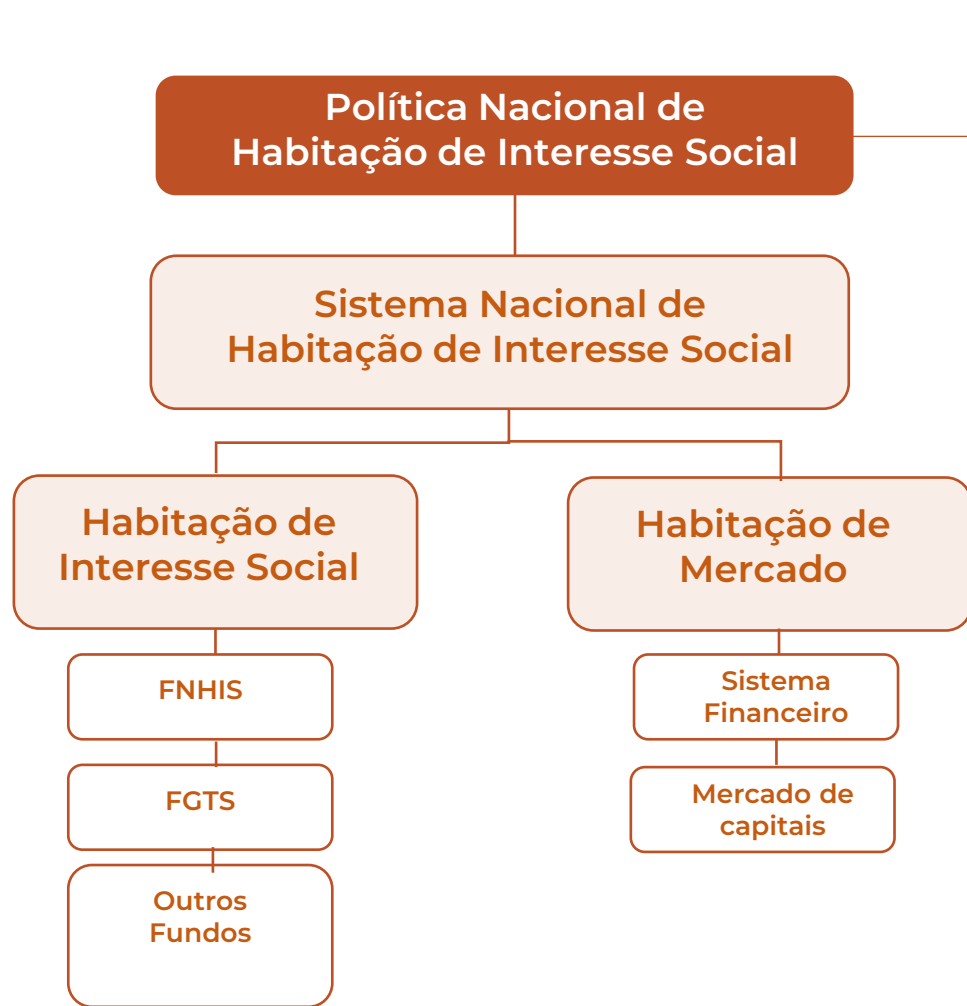 Política Nacional de
Habitação de Interesse Social
Sistema Nacional de
Habitação de Interesse Social
Habitação de
Interesse Social
Habitação de
Mercado
FNHIS
Sistema
Financeiro
FGTS
Mercado de
capitais
Outros
Fundos